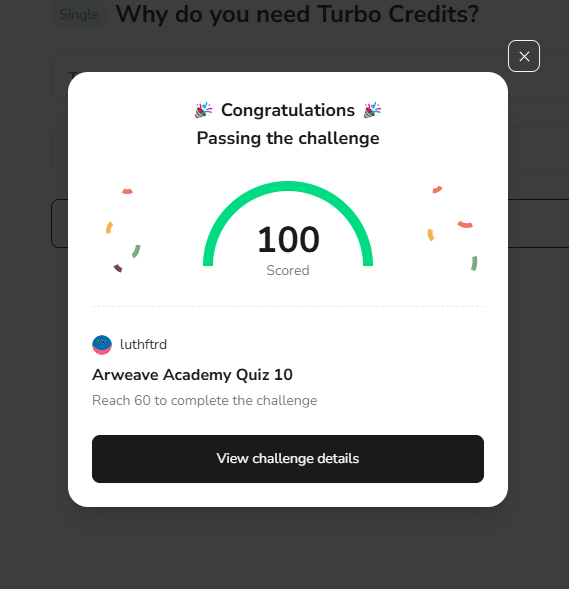 Single Why do you need Turbo Credits?
Congratulations
Passing the challenge
100
Scored
luthftrd
Arweave Academy Quiz 10
Reach 60 to complete the challenge
View challenge details